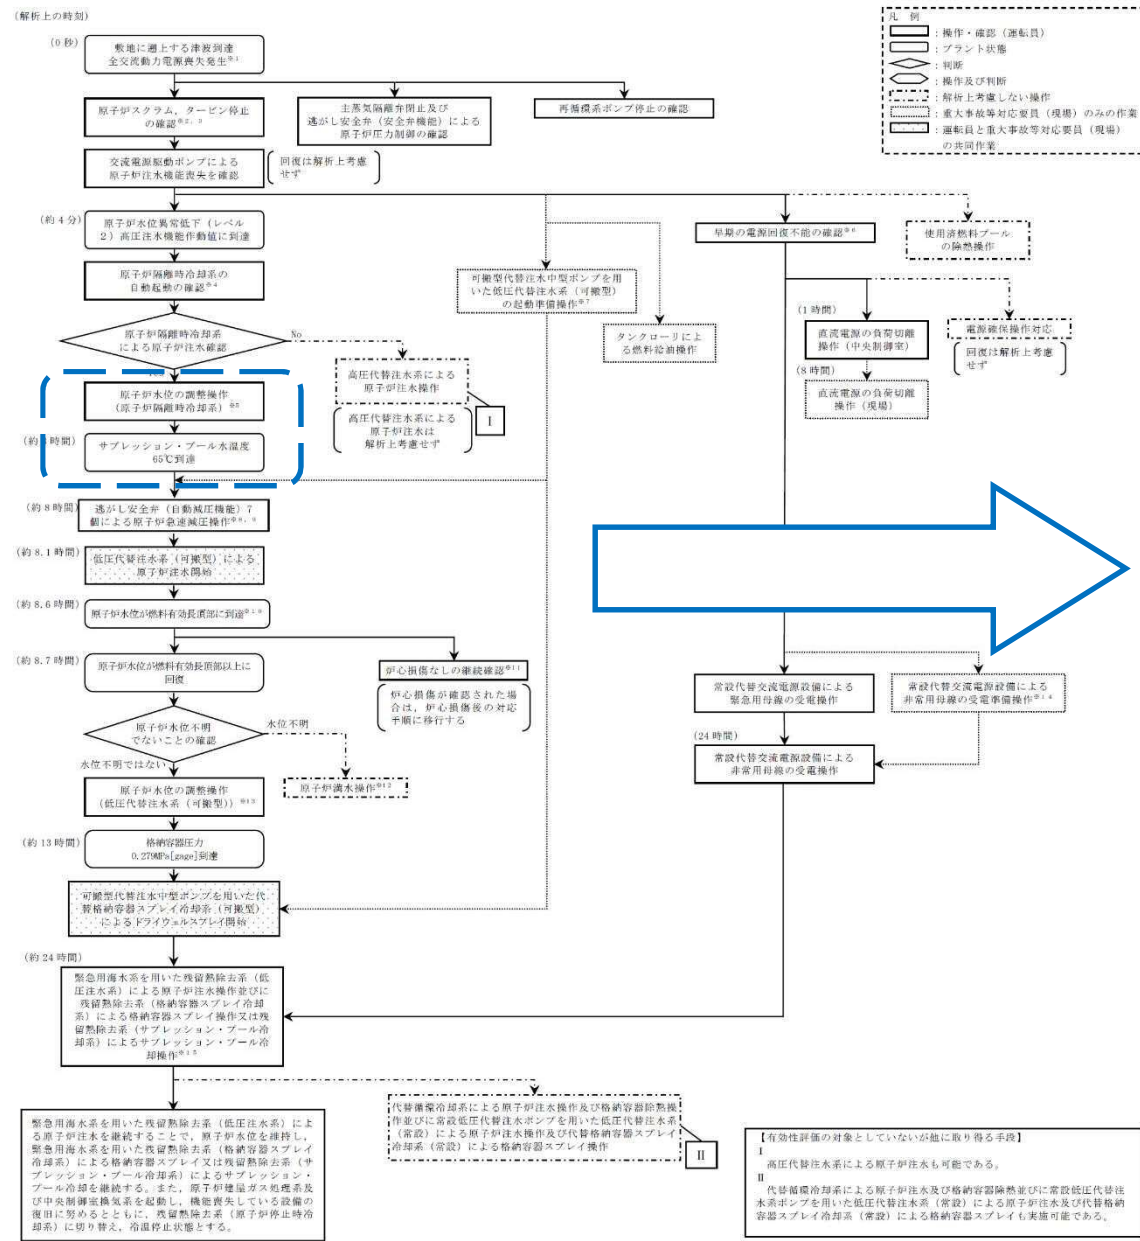 (解析上の時刻)
(0 秒)
敷地に遡上する津波到達
全交流動力電源喪失発生※1
原子炉スクラム，タービン停止
の確認※2，3
主蒸気隔離弁閉止及び
逃がし安全弁（安全弁機能）による
原子炉圧力制御の確認
再循環系ポンプ停止の確認
交流電源駆動ポンプによる
原子炉注水機能喪失を確認
回復は解析上考慮
せず
凡　例
：操作・確認（運転員）
：プラント状態
：判断
：操作及び判断
：解析上考慮しない操作
：重大事故等対応要員（現場）のみの作業
：運転員と重大事故等対応要員（現場）
の共同作業
(約 4 分)
原子炉水位異常低下（レベル
2）高圧注水機能作動値に到達
早期の電源回復不能の確認※6
使用済燃料プール
の除熱操作
原子炉隔離時冷却系の
自動起動の確認※4
可搬型代替注水中型ポンプを用
いた低圧代替注水系（可搬型）
の起動準備操作※7
タンクローリによ
る燃料給油操作
(1 時間)
直流電源の負荷切離
操作（中央制御室）
電源確保操作対応
回復は解析上考慮
せず
(8 時間)
直流電源の負荷切離
操作（現場）
原子炉隔離時冷却系
による原子炉注水確認
No
高圧代替注水系による
原子炉注水操作
高圧代替注水系による
原子炉注水は
解析上考慮せず
I
原子炉水位の調整操作
(原子炉隔離時冷却系)※5
サプレッション・プール水温度
65℃到達
(約 8 時間)
逃がし安全弁（自動減圧機能）7
個による原子炉急速減圧操作※8，9
(約 8.1 時間)
低圧代替注水系（可搬型）による
原子炉注水開始
(約 8.6 時間)
原子炉水位が燃料有効長頂部に到達※10
(約 8.7 時間)
原子炉水位が燃料有効長頂部以上に
回復
炉心損傷なしの継続確認※11
炉心損傷が確認された場
合は，炉心損傷後の対応
手順に移行する
原子炉水位不明
でないことの確認
水位不明
水位不明ではない
原子炉満水操作※12
原子炉水位の調整操作
(低圧代替注水系（可搬型）)※13
常設代替交流電源設備による
緊急用母線の受電操作
常設代替交流電源設備による
非常用母線の受電準備操作※14
(24 時間)
常設代替交流電源設備による
非常用母線の受電操作
(約 13 時間)
格納容器圧力
0.279MPa[gage]到達
可搬型代替注水中型ポンプを用いた代
替格納容器スプレイ冷却系（可搬型）
によるドライウェルスプレイ開始
(約 24 時間)
緊急用海水系を用いた残留熱除去系（低
圧注水系）による原子炉注水操作並びに
残留熱除去系（格納容器スプレイ冷却
系）による格納容器スプレイ操作又は残
留熱除去系（サプレッション・プール冷
却系）によるサプレッション・プール冷
却操作※15
緊急用海水系を用いた残留熱除去系（低圧注水系）によ
る原子炉注水を継続することで，原子炉水位を維持し，
緊急用海水系を用いた残留熱除去系（格納容器スプレイ
冷却系）による格納容器スプレイ又は残留熱除去系（サ
プレッション・プール冷却系）によるサプレッション・
プール冷却を継続する。また，原子炉建屋ガス処理系及
び中央制御室換気系を起動し，機能喪失している設備の
復旧に努めるとともに，残留熱除去系（原子炉停止時冷
却系）に切り替え，冷温停止状態とする。
代替循環冷却系による原子炉注水操作及び格納容器除熱操
作並びに常設低圧代替注水ポンプを用いた低圧代替注水系
（常設）による原子炉注水操作及び代替格納容器スプレイ
冷却系（常設）による格納容器スプレイ操作
II
【有効性評価の対象としていないが他に取り得る手段】
I
高圧代替注水系による原子炉注水も可能である。
II
代替循環冷却系による原子炉注水及び格納容器除熱並びに常設低圧代替注
水系ポンプを用いた低圧代替注水系（常設）による原子炉注水及び代替格納
容器スプレイ冷却系（常設）による格納容器スプレイも実施可能である。